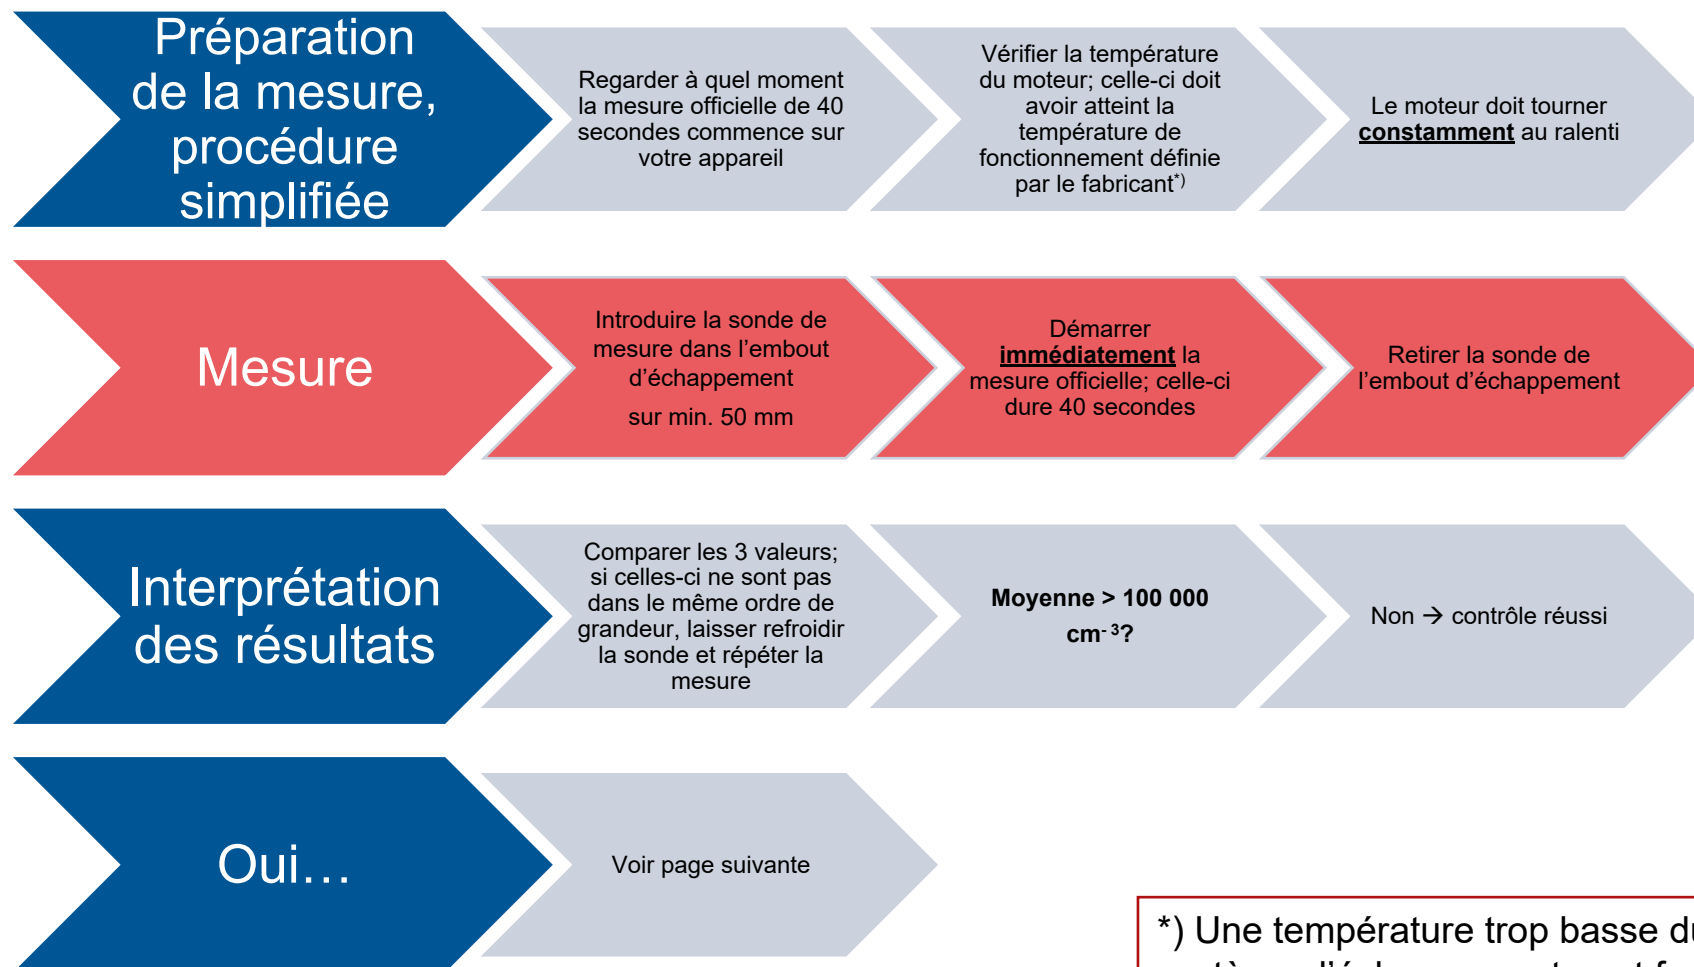 Préparation
de la mesure,
procédure
simplifiée
Regarder à quel moment
la mesure officielle de 40
secondes commence sur
votre appareil
Vérifier la température
du moteur; celle-ci doit
avoir atteint la
température de
fonctionnement définie
par le fabricant*)
Le moteur doit tourner
constamment au ralenti
Mesure
Introduire la sonde de
mesure dans l'embout
d'échappement
sur min. 50 mm
Démarrer
immédiatement la
mesure officielle; celle-ci
dure 40 secondes
Retirer la sonde de
l'embout d'échappement
Interprétation
des résultats
Comparer les 3 valeurs;
si celles-ci ne sont pas
dans le même ordre de
grandeur, laisser refroidir
la sonde et répéter la
mesure
Moyenne > 100 000
cm- 3?
Non → contrôle réussi
Oui…
Voir page suivante
*) Une température trop basse du